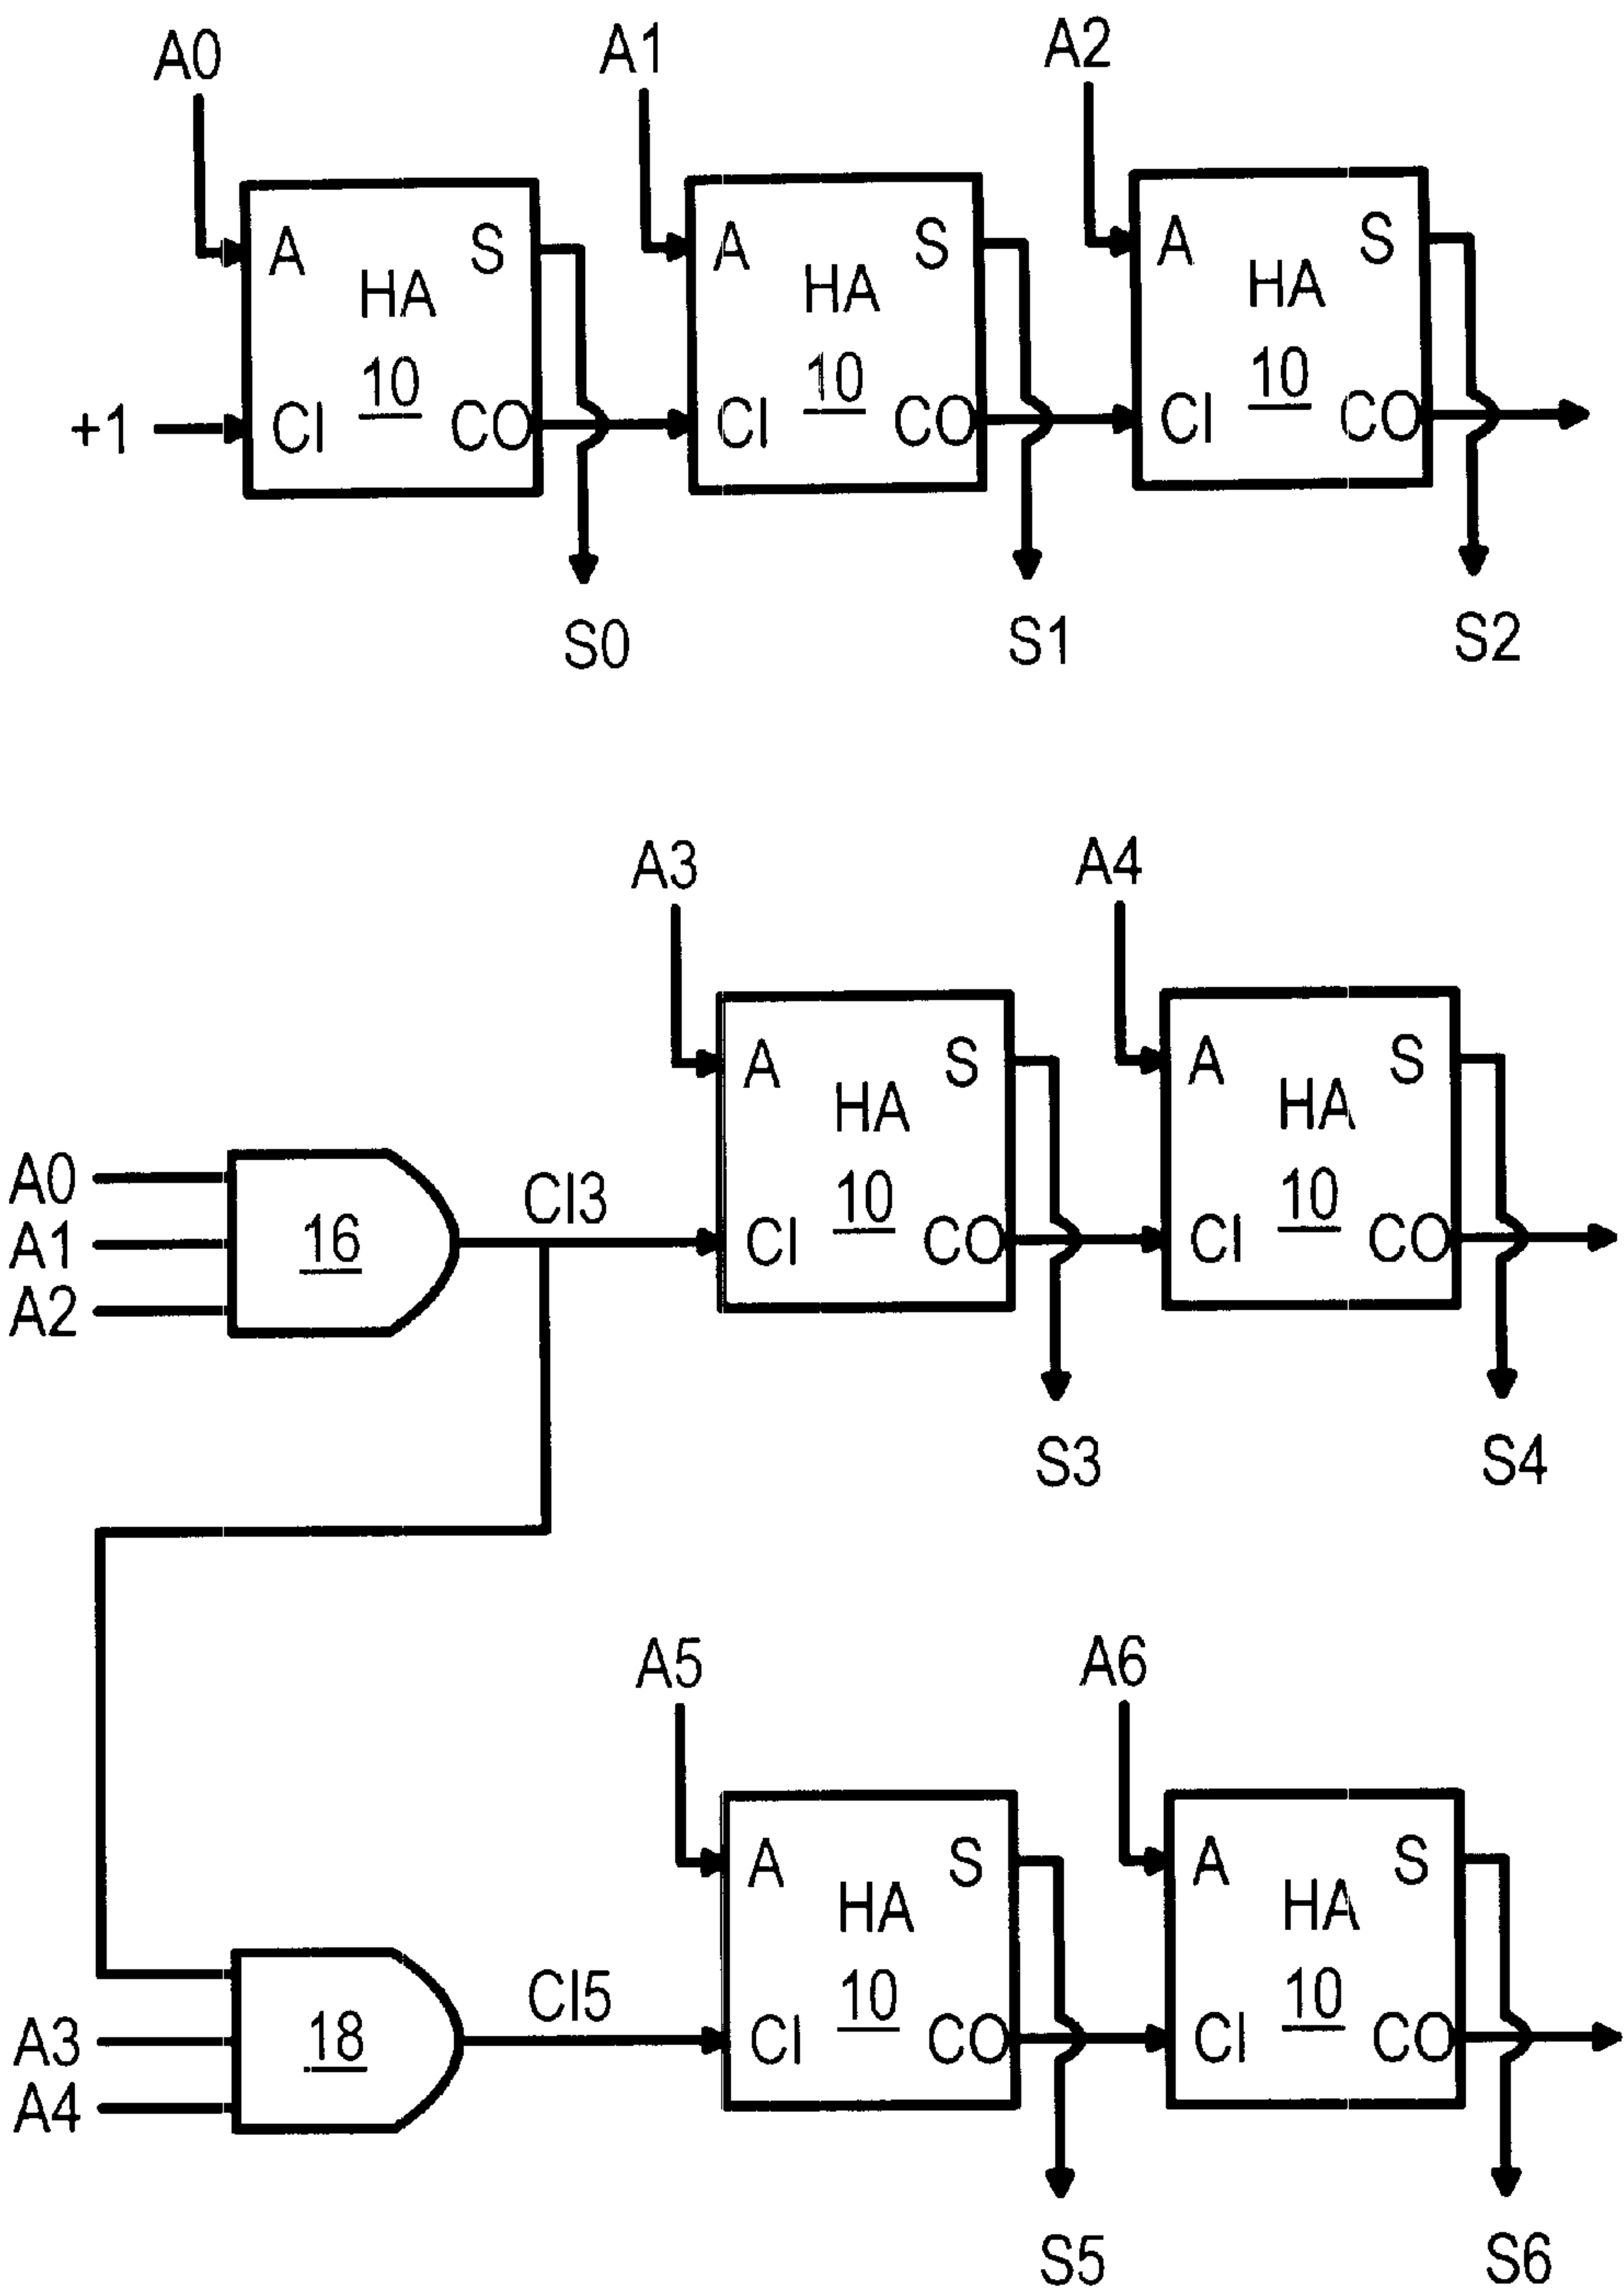 A0 A1 A2
A S A S A S
HA HA HA
10 10 10
+1 CI CO CI CO CI CO
S0 S1 S2
A3 A4
A S A S
HA HA
A0 CI3 10 10
A1 16 CI CO CI CO
A2
S3 S4
A5 A6
A S A S
HA HA
CI5 10 10
A3 18 CI CO CI CO
A4
S5 S6